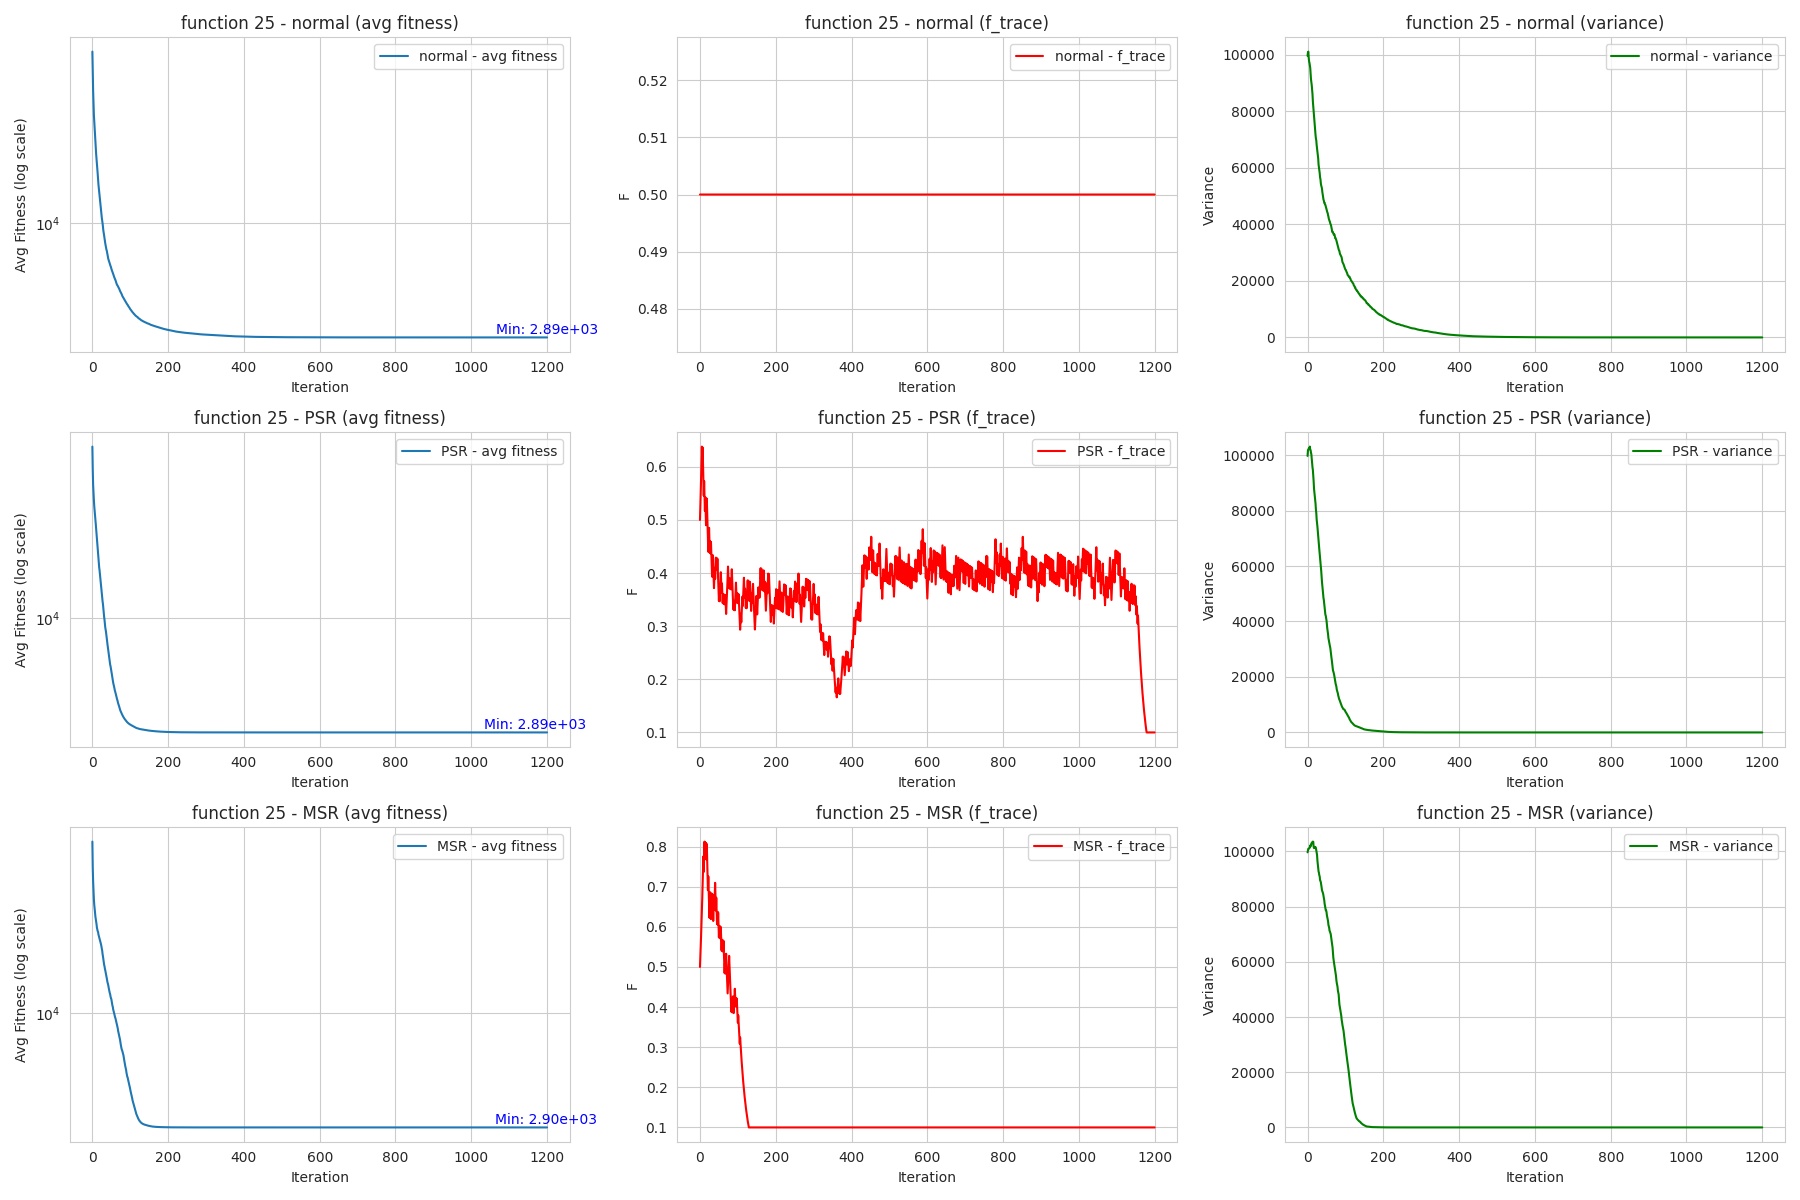 function 25 - normal (avg fitness)
normal - avg fitness
Avg Fitness (log scale)
10^4
Min: 2.89e+03
0 200 400 600 800 1000 1200
Iteration
function 25 - normal (f_trace)
normal - f_trace
F
0.52
0.51
0.50
0.49
0.48
0 200 400 600 800 1000 1200
Iteration
function 25 - normal (variance)
normal - variance
Variance
100000
80000
60000
40000
20000
0
0 200 400 600 800 1000 1200
Iteration
function 25 - PSR (avg fitness)
PSR - avg fitness
Avg Fitness (log scale)
10^4
Min: 2.89e+03
0 200 400 600 800 1000 1200
Iteration
function 25 - PSR (f_trace)
PSR - f_trace
F
0.6
0.5
0.4
0.3
0.2
0.1
0 200 400 600 800 1000 1200
Iteration
function 25 - PSR (variance)
PSR - variance
Variance
100000
80000
60000
40000
20000
0
0 200 400 600 800 1000 1200
Iteration
function 25 - MSR (avg fitness)
MSR - avg fitness
Avg Fitness (log scale)
10^4
Min: 2.90e+03
0 200 400 600 800 1000 1200
Iteration
function 25 - MSR (f_trace)
MSR - f_trace
F
0.8
0.7
0.6
0.5
0.4
0.3
0.2
0.1
0 200 400 600 800 1000 1200
Iteration
function 25 - MSR (variance)
MSR - variance
Variance
100000
80000
60000
40000
20000
0
0 200 400 600 800 1000 1200
Iteration